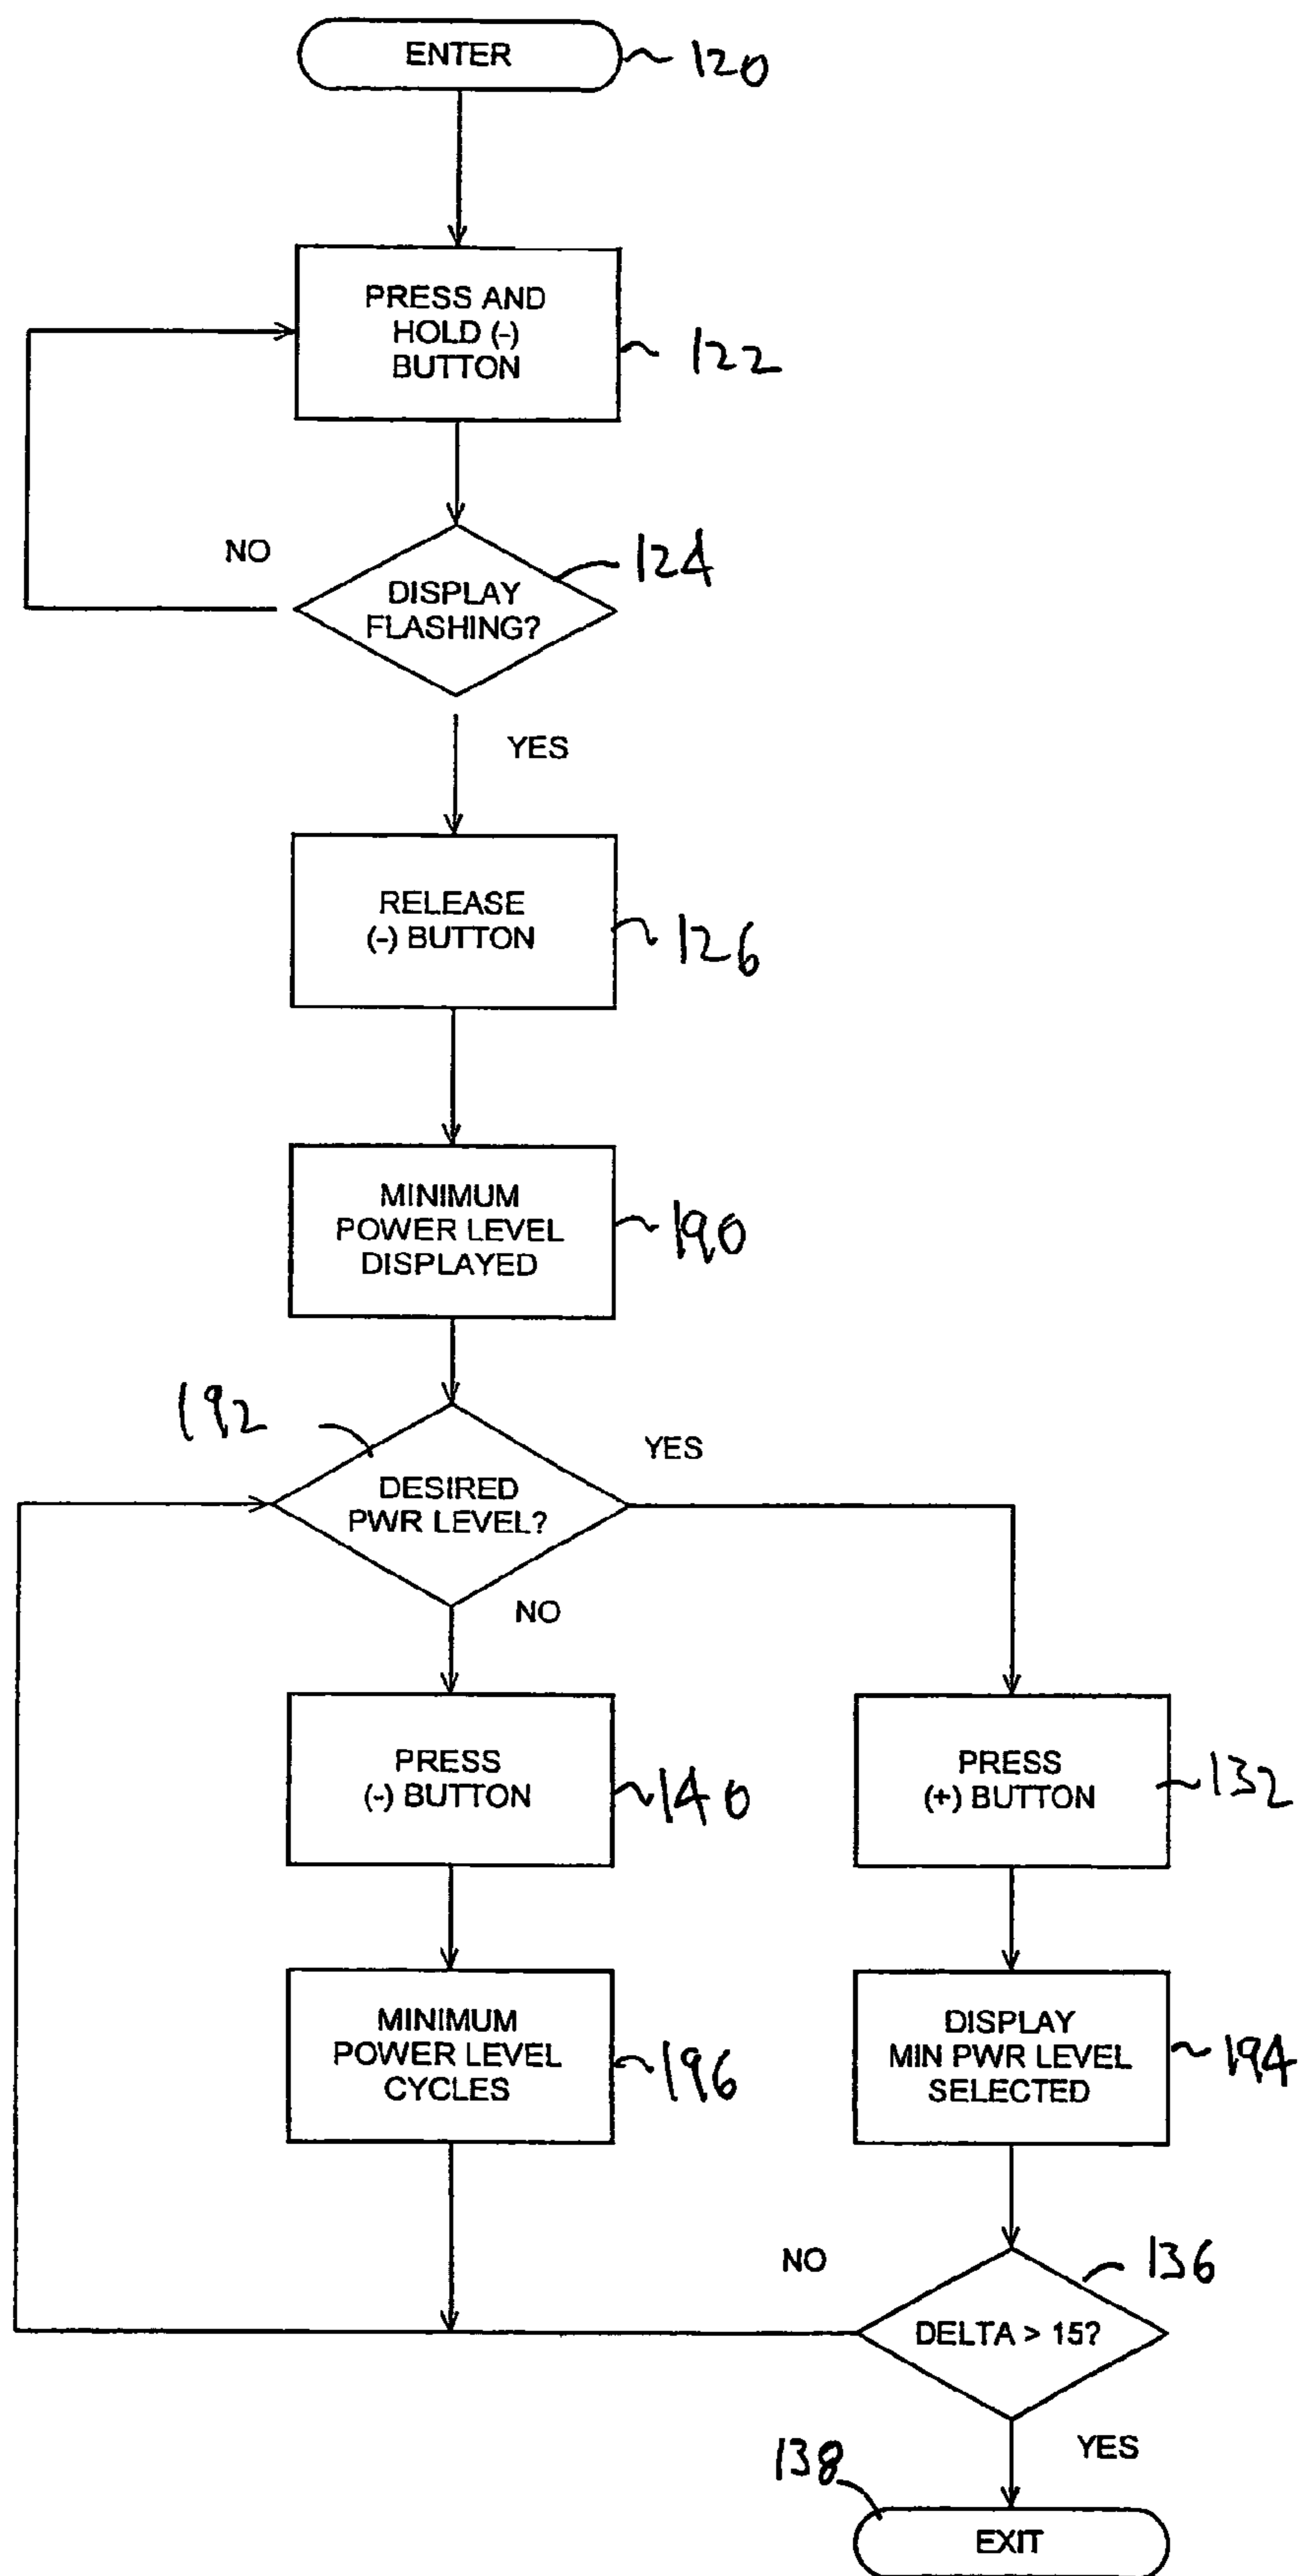 ENTER
120
PRESS AND
HOLD (-)
BUTTON
122
NO
124
DISPLAY
FLASHING?
YES
RELEASE
(-) BUTTON
126
MINIMUM
POWER LEVEL
DISPLAYED
190
192
YES
DESIRED
PWR LEVEL?
NO
PRESS
(-) BUTTON
140
PRESS
(+) BUTTON
132
MINIMUM
POWER LEVEL
CYCLES
196
DISPLAY
MIN PWR LEVEL
SELECTED
194
NO
136
DELTA > 15?
YES
138
EXIT